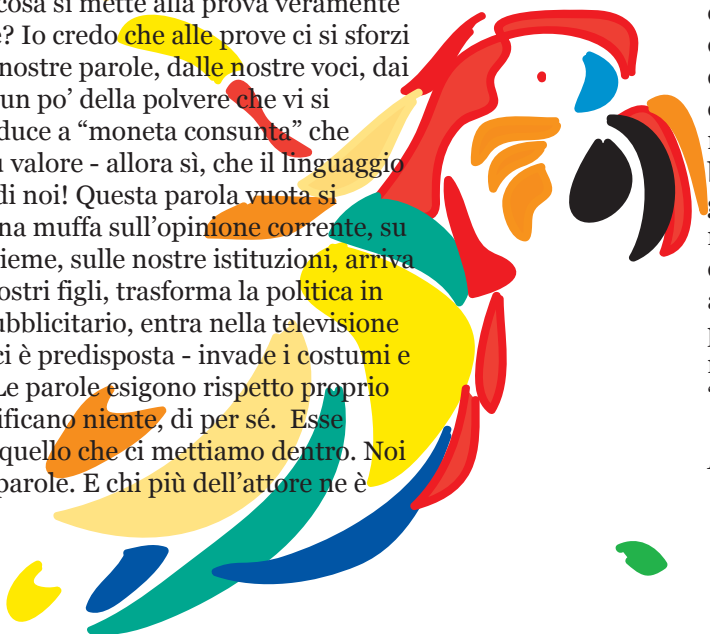 cosa si mette alla prova veramente
? Io credo che alle prove ci si sforzi
nostre parole, dalle nostre voci, dai
un po’ della polvere che vi si
duce a “moneta consunta” che
valore - allora sì, che il linguaggio
di noi! Questa parola vuota si
na muffa sull’opinione corrente, su
ieme, sulle nostre istituzioni, arriva
ostri figli, trasforma la politica in
ubblicitario, entra nella televisione
ci è predisposta - invade i costumi e
Le parole esigono rispetto proprio
ificano niente, di per sé.  Esse
quello che ci mettiamo dentro. Noi
parole. E chi più dell’attore ne è